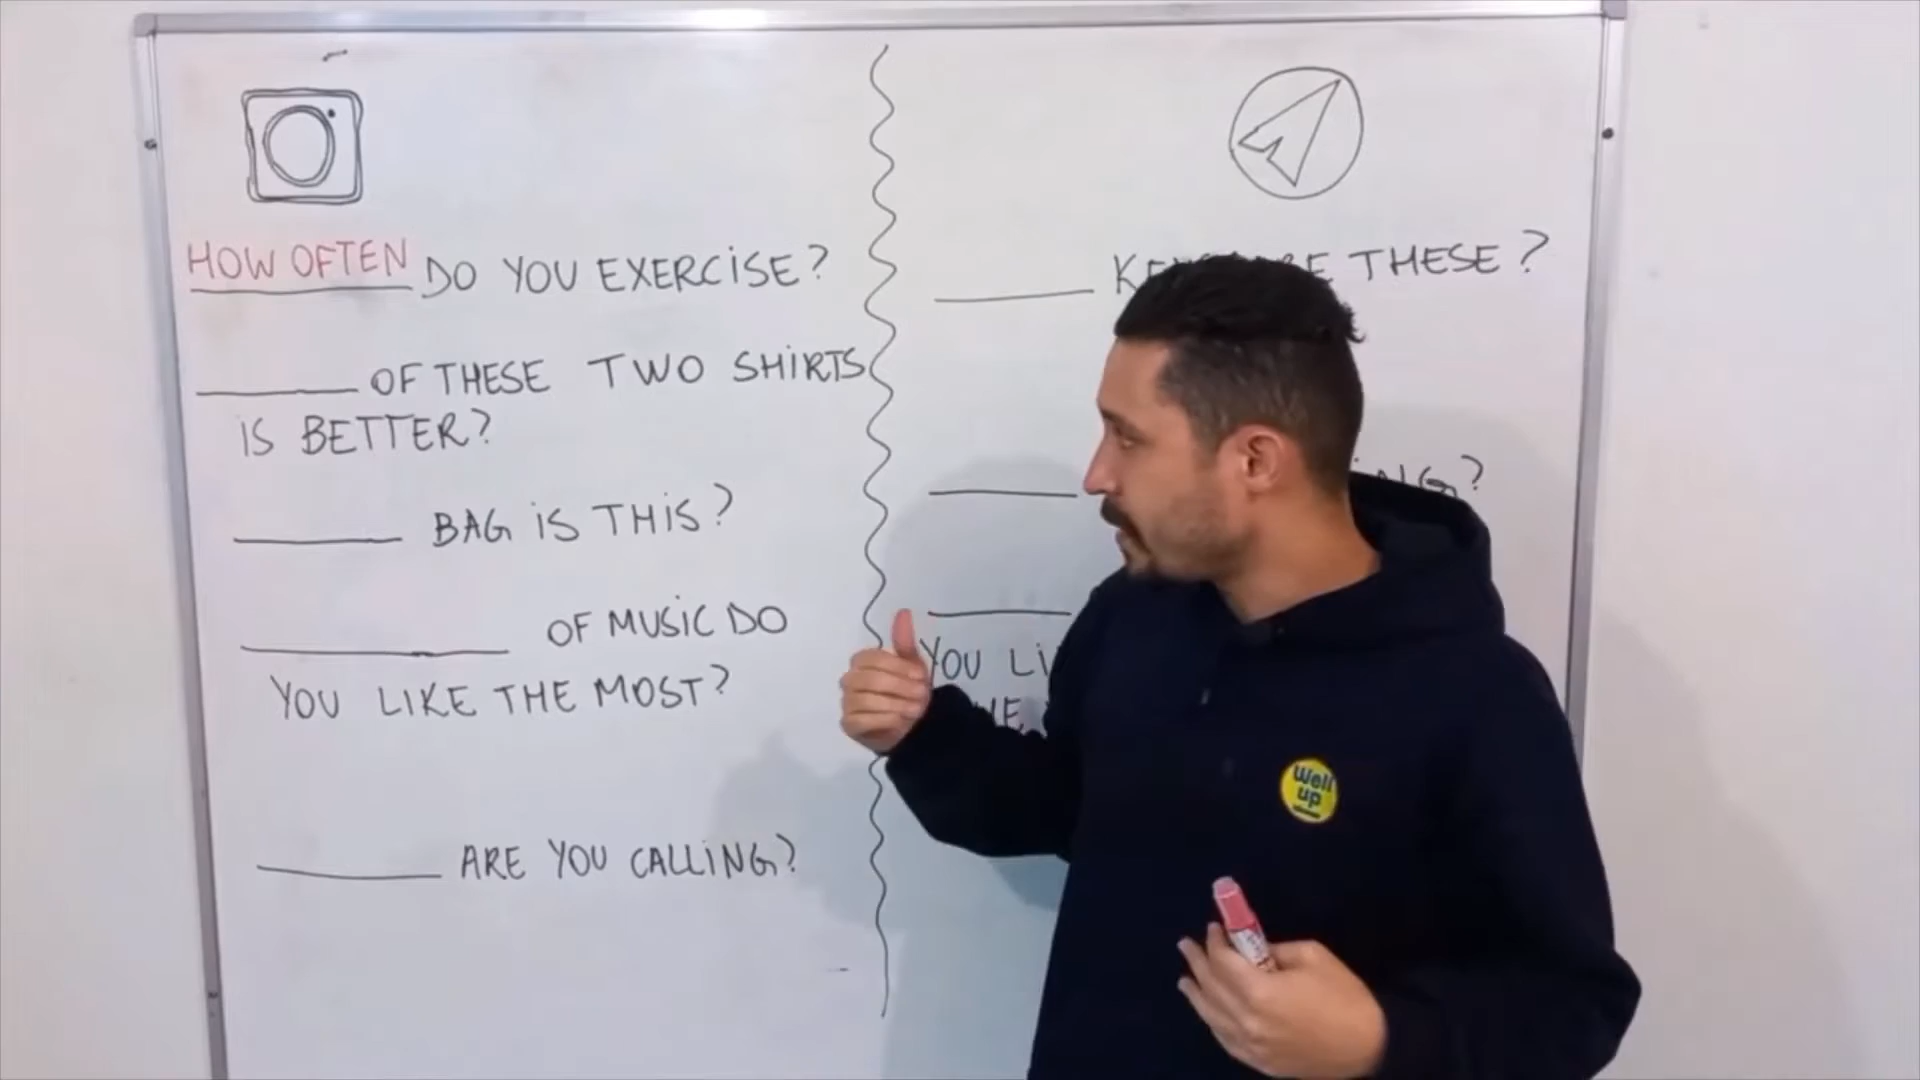 HOW OFTEN DO YOU EXERCISE?
OF THESE TWO SHIRTS
IS BETTER?
BAG IS THIS?
OF MUSIC DO
YOU LIKE THE MOST?
ARE YOU CALLING?
THESE?
YOU
Well
up